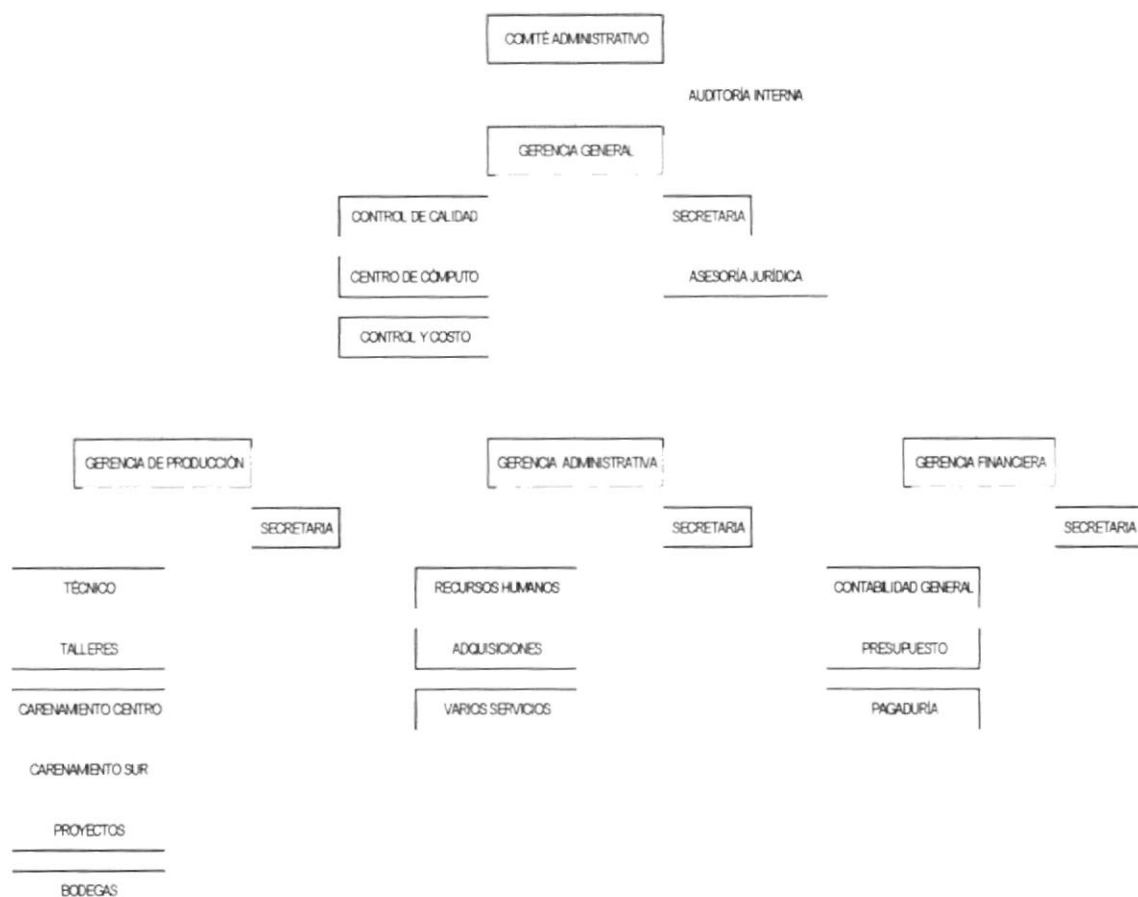 COMITÉ ADMINISTRATIVO
AUDITORÍA INTERNA
GERENCIA GENERAL
CONTROL DE CALIDAD
SECRETARIA
CENTRO DE CÓMPUTO
ASESORÍA JURÍDICA
CONTROL Y COSTO
GERENCIA DE PRODUCCIÓN
GERENCIA ADMINISTRATIVA
GERENCIA FINANCIERA
SECRETARIA
SECRETARIA
SECRETARIA
TÉCNICO
RECURSOS HUMANOS
CONTABILIDAD GENERAL
TALLERES
ADQUISICIONES
PRESUPUESTO
CARENAMIENTO CENTRO
VARIOS SERVICIOS
PAGADURÍA
CARENAMIENTO SUR
PROYECTOS
BODEGAS